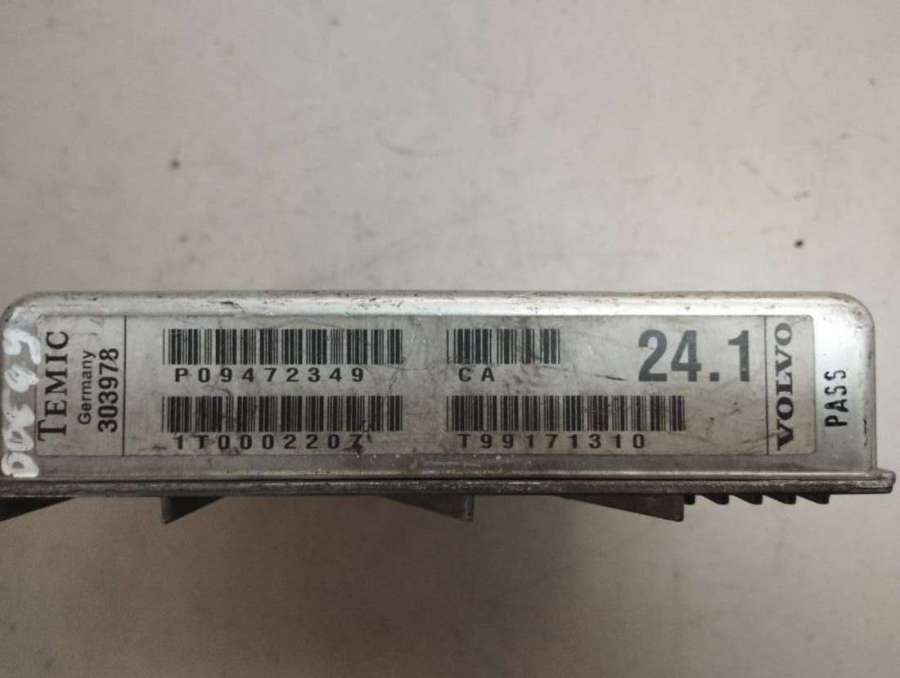 TEMIC
Germany
303978
P09472349
CA
24.1
1T0002207
T99171310
VOLVO
PASS